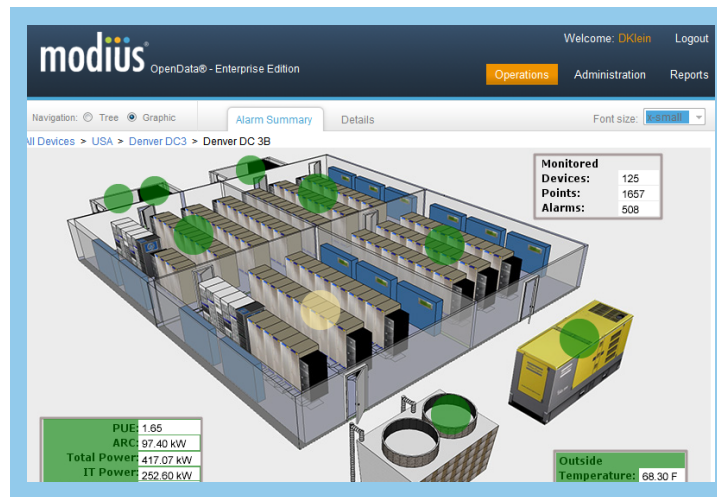 Welcome: DKlein Logout
modius®
OpenData® - Enterprise Edition
Operations Administration Reports
Navigation: Tree Graphic Alarm Summary Details Font size: x-small
All Devices > USA > Denver DC3 > Denver DC 3B
Monitored
Devices: 125
Points: 1657
Alarms: 508
PUE: 1.65
ARC: 97.40 kW
Total Power: 417.07 kW
IT Power: 252.60 kW
Outside
Temperature: 68.30 F